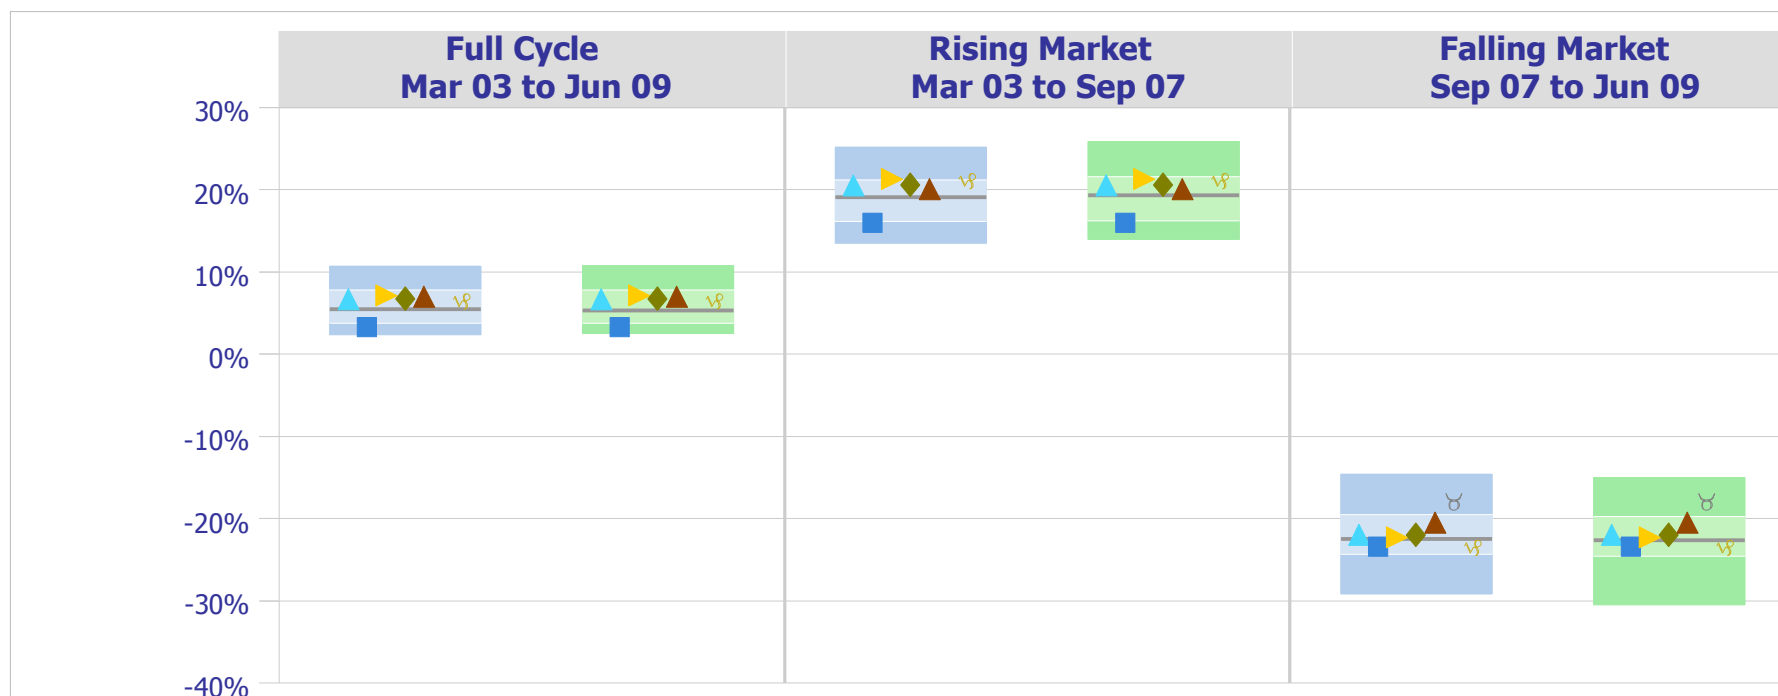 Full Cycle
Mar 03 to Jun 09
Rising Market
Mar 03 to Sep 07
Falling Market
Sep 07 to Jun 09
30%
20%
10%
0%
-10%
-20%
-30%
-40%